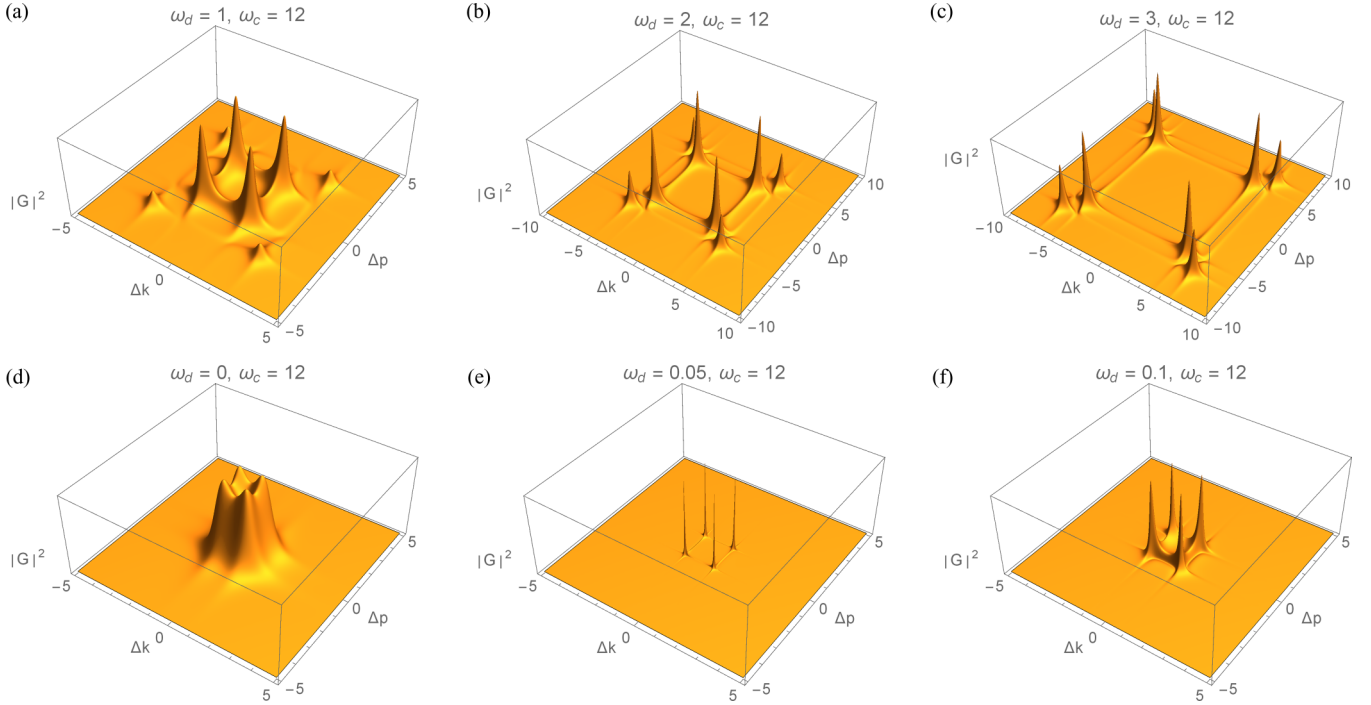 (a)
ω_d = 1, ω_c = 12
|G|²
−5
0
5
Δk
−5
0
5
Δp
(b)
ω_d = 2, ω_c = 12
|G|²
−10
−5
0
5
10
Δk
−10
−5
0
5
10
Δp
(c)
ω_d = 3, ω_c = 12
|G|²
−10
−5
0
5
10
Δk
−10
−5
0
5
10
Δp
(d)
ω_d = 0, ω_c = 12
|G|²
−5
0
5
Δk
−5
0
5
Δp
(e)
ω_d = 0.05, ω_c = 12
|G|²
−5
0
5
Δk
−5
0
5
Δp
(f)
ω_d = 0.1, ω_c = 12
|G|²
−5
0
5
Δk
−5
0
5
Δp